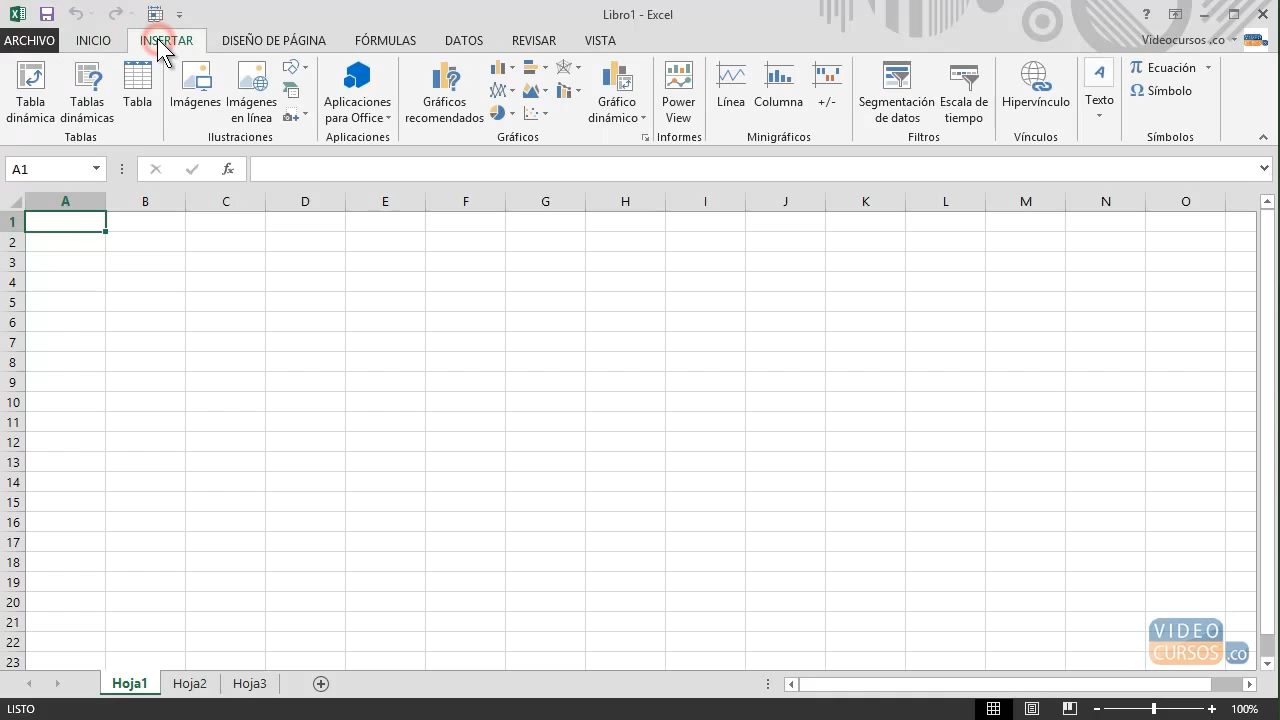 Libro1 - Excel
ARCHIVO INICIO INSERTAR DISEÑO DE PÁGINA FÓRMULAS DATOS REVISAR VISTA
Videocursos .co
Tabla dinámica
Tablas dinámicas
Tabla
Tablas
Imágenes
Imágenes en línea
Ilustraciones
Aplicaciones para Office
Aplicaciones
Gráficos recomendados
Gráfico dinámico
Gráficos
Power View
Informes
Línea
Columna
+/-
Minigráficos
Segmentación de datos
Escala de tiempo
Filtros
Hipervínculo
Vínculos
A
Texto
π Ecuación
Ω Símbolo
Símbolos
A1
fx
A B C D E F G H I J K L M N O
1
2
3
4
5
6
7
8
9
10
11
12
13
14
15
16
17
18
19
20
21
22
23
VIDEO
CURSOS .co
Hoja1 Hoja2 Hoja3
LISTO
100%